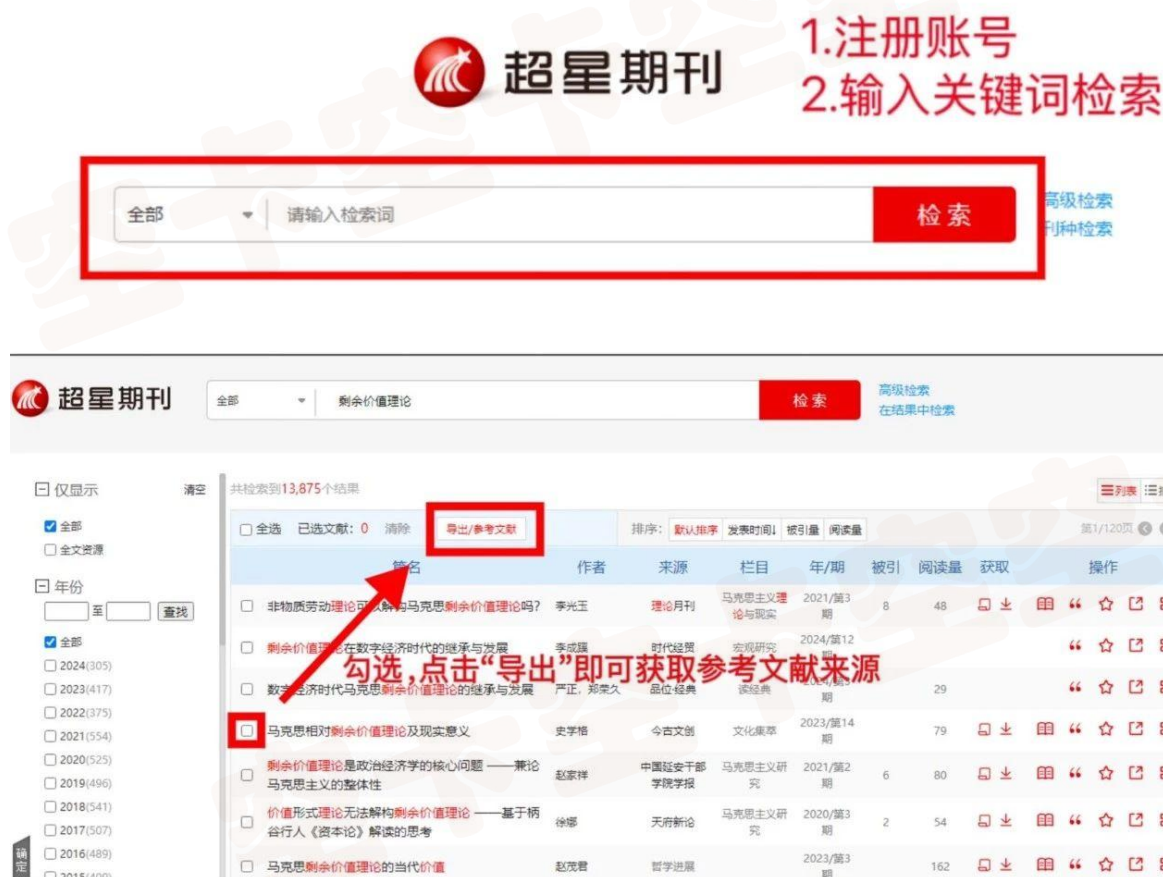 超星期刊
1.注册账号
2.输入关键词检索
全部 请输入检索词 检索
高级检索
刊种检索
超星期刊 全部 剩余价值理论 检索 高级检索
在结果中检索
仅显示 清空
全部
全文资源
年份
至 查找
全部
2024(305)
2023(417)
2022(375)
2021(554)
2020(525)
2019(496)
2018(541)
2017(507)
2016(489)
确定
共检索到13,875个结果
列表
全选 已选文献：0 清除 导出/参考文献 排序： 默认排序 发表时间↓ 被引量 阅读量 第1/120页
篇名 作者 来源 栏目 年/期 被引 阅读量 获取 操作
非物质劳动理论可以解构马克思剩余价值理论吗？ 李光玉 理论月刊 马克思主义理论与现实 2021/第3期 8 48
剩余价值理论在数字经济时代的继承与发展 时代经贸 宏观研究 2024/第12
勾选，点击“导出”即可获取参考文献来源
数字经济时代马克思剩余价值理论的继承与发展 严正，郑荣久 品位·经典 读经典 期 29
马克思相对剩余价值理论及现实意义 史学格 今古文创 文化集萃 2023/第14期 79
剩余价值理论是政治经济学的核心问题 ——兼论
马克思主义的整体性 赵家祥 中国延安干部学院学报 马克思主义研究 2021/第2期 6 80
价值形式理论无法解构剩余价值理论 ——基于柄
谷行人《资本论》解读的思考 徐娜 天府新论 马克思主义研究 2020/第3期 2 54
马克思剩余价值理论的当代价值 赵茂君 哲学进展 2023/第3期 162